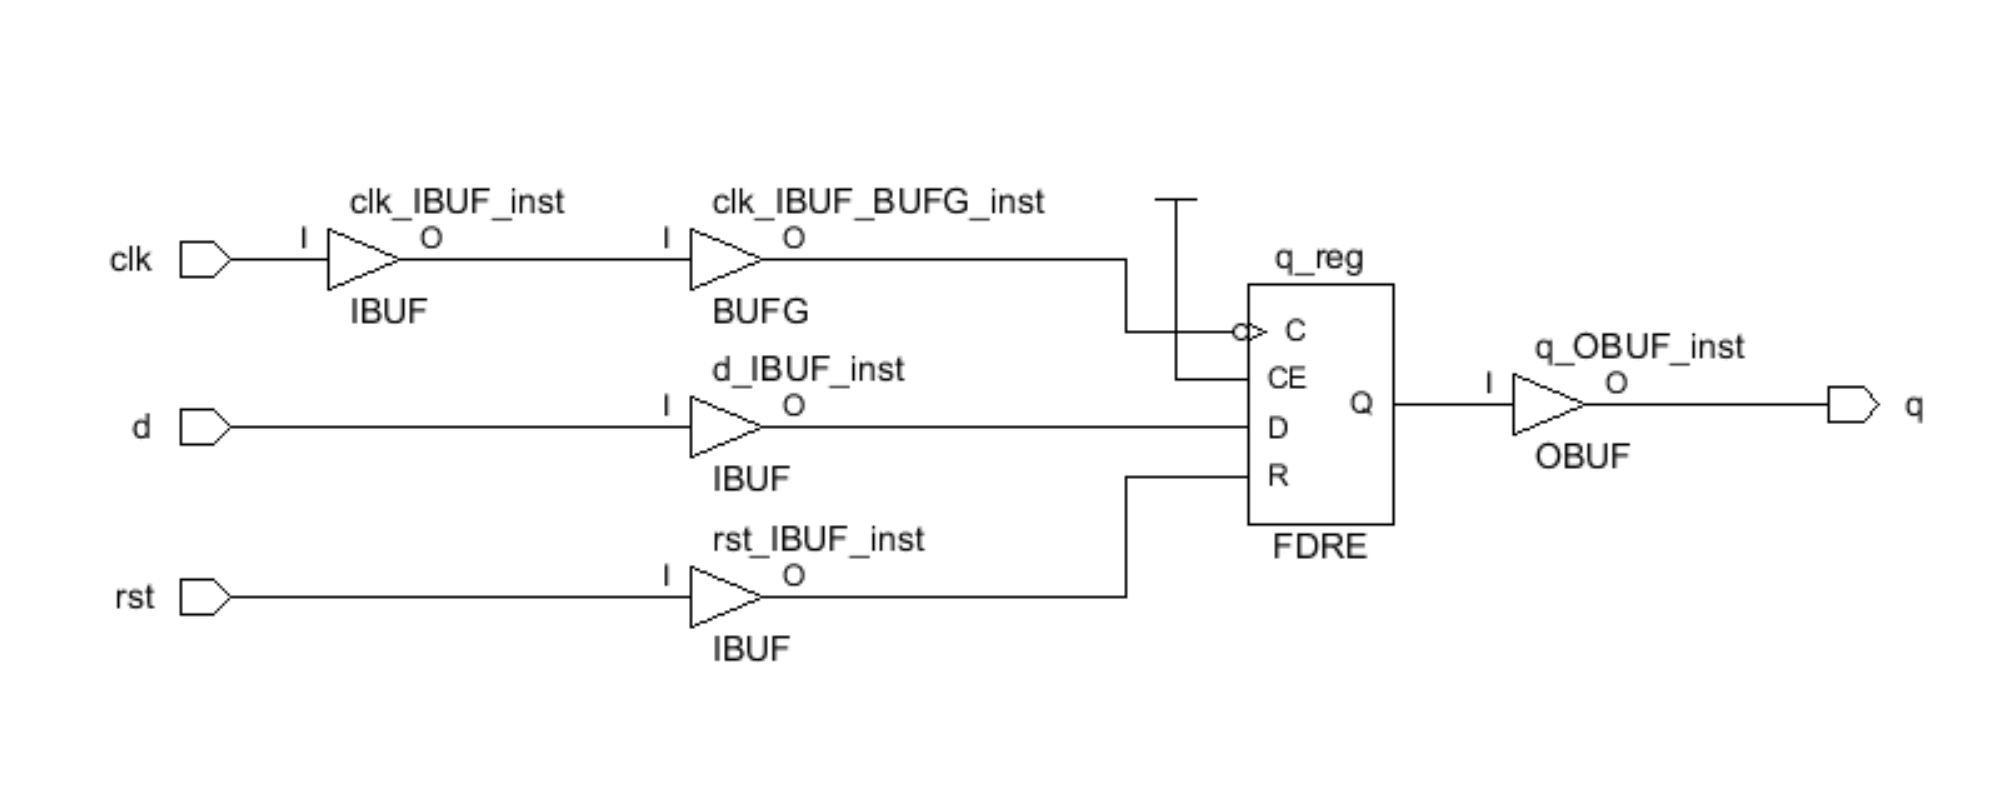 clk_IBUF_inst
clk_IBUF_BUFG_inst
I
O
I
O
q_reg
clk
IBUF
BUFG
C
q_OBUF_inst
d_IBUF_inst
CE
I
O
I
O
Q
q
d
D
OBUF
IBUF
R
rst_IBUF_inst
FDRE
I
O
rst
IBUF